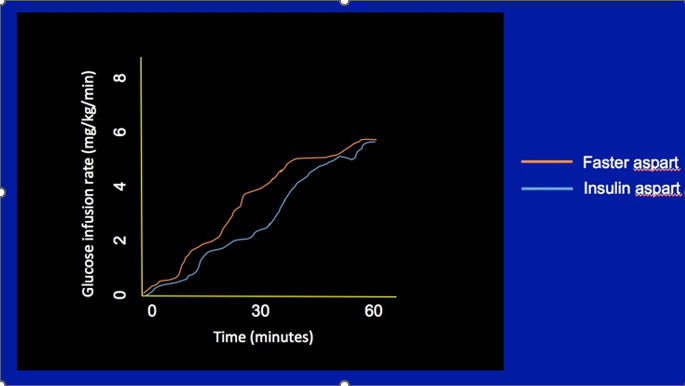 Glucose infusion rate (mg/kg/min)
8
6
4
2
0
0 30 60
Time (minutes)
Faster aspart
Insulin aspart